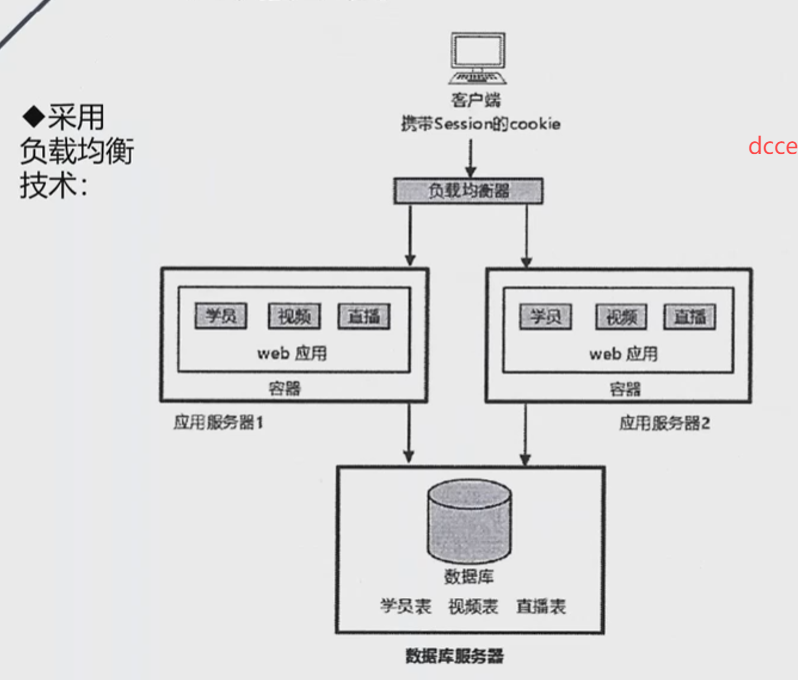 ◆采用
负载均衡
技术：
客户端
携带Session的cookie
dcce
负载均衡器
学员 视频 直播
web 应用
容器
应用服务器1
学员 视频 直播
web 应用
容器
应用服务器2
数据库
学员表 视频表 直播表
数据库服务器